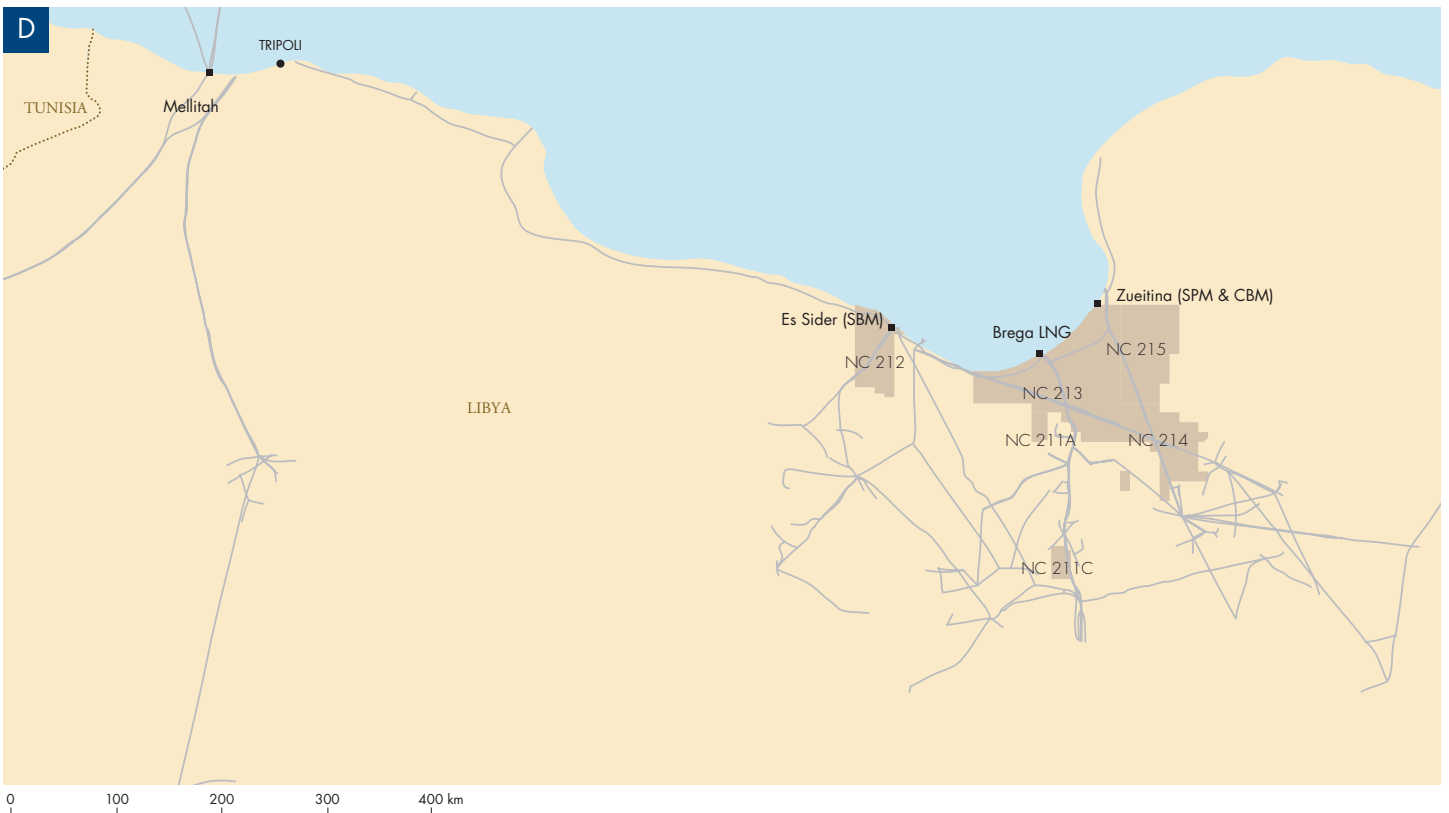 D
TRIPOLI
TUNISIA
Mellitah
Zueitina (SPM & CBM)
Es Sider (SBM)
Brega LNG
NC 215
NC 212
NC 213
LIBYA
NC 211A
NC 214
NC 211C
0 100 200 300 400 km